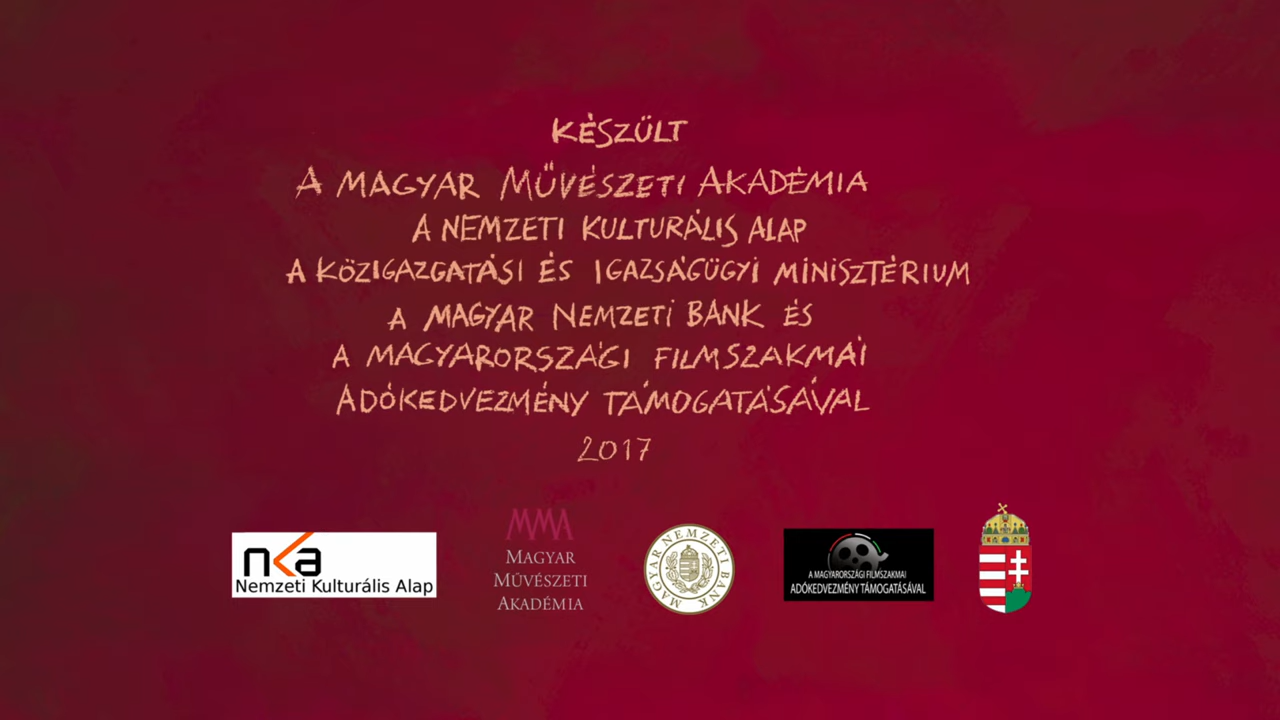 KÉSZÜLT
A MAGYAR MŰVÉSZETI AKADÉMIA
A NEMZETI KULTURÁLIS ALAP
A KÖZIGAZGATÁSI ÉS IGAZSÁGÜGYI MINISZTÉRIUM
A MAGYAR NEMZETI BANK ÉS
A MAGYARORSZÁGI FILMSZAKMAI
ADÓKEDVEZMÉNY TÁMOGATÁSÁVAL
2017
nka
Nemzeti Kulturális Alap
MMA
MAGYAR
MŰVÉSZETI
AKADÉMIA
MAGYAR NEMZETI BANK
A MAGYARORSZÁGI FILMSZAKMAI
ADÓKEDVEZMÉNY TÁMOGATÁSÁVAL